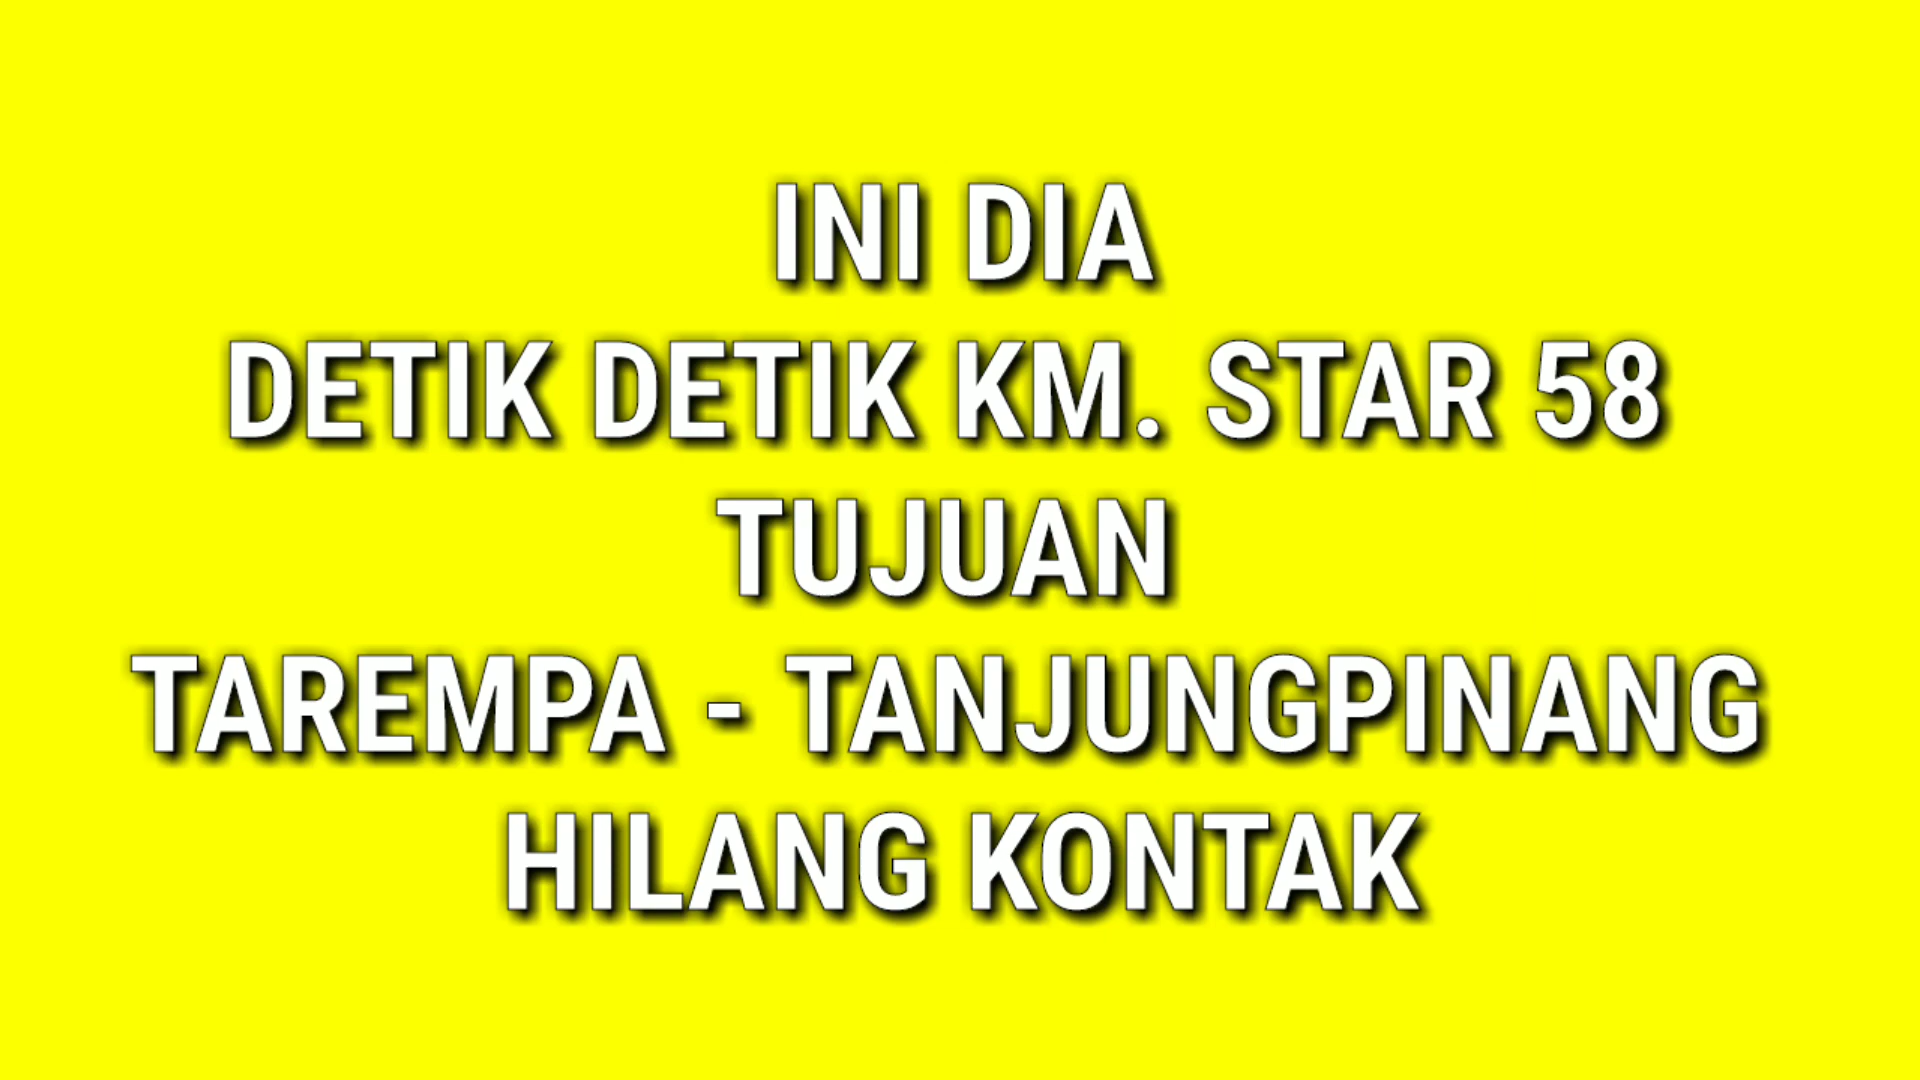 INI DIA
DETIK DETIK KM. STAR 58
TUJUAN
TAREMPA - TANJUNGPINANG
HILANG KONTAK